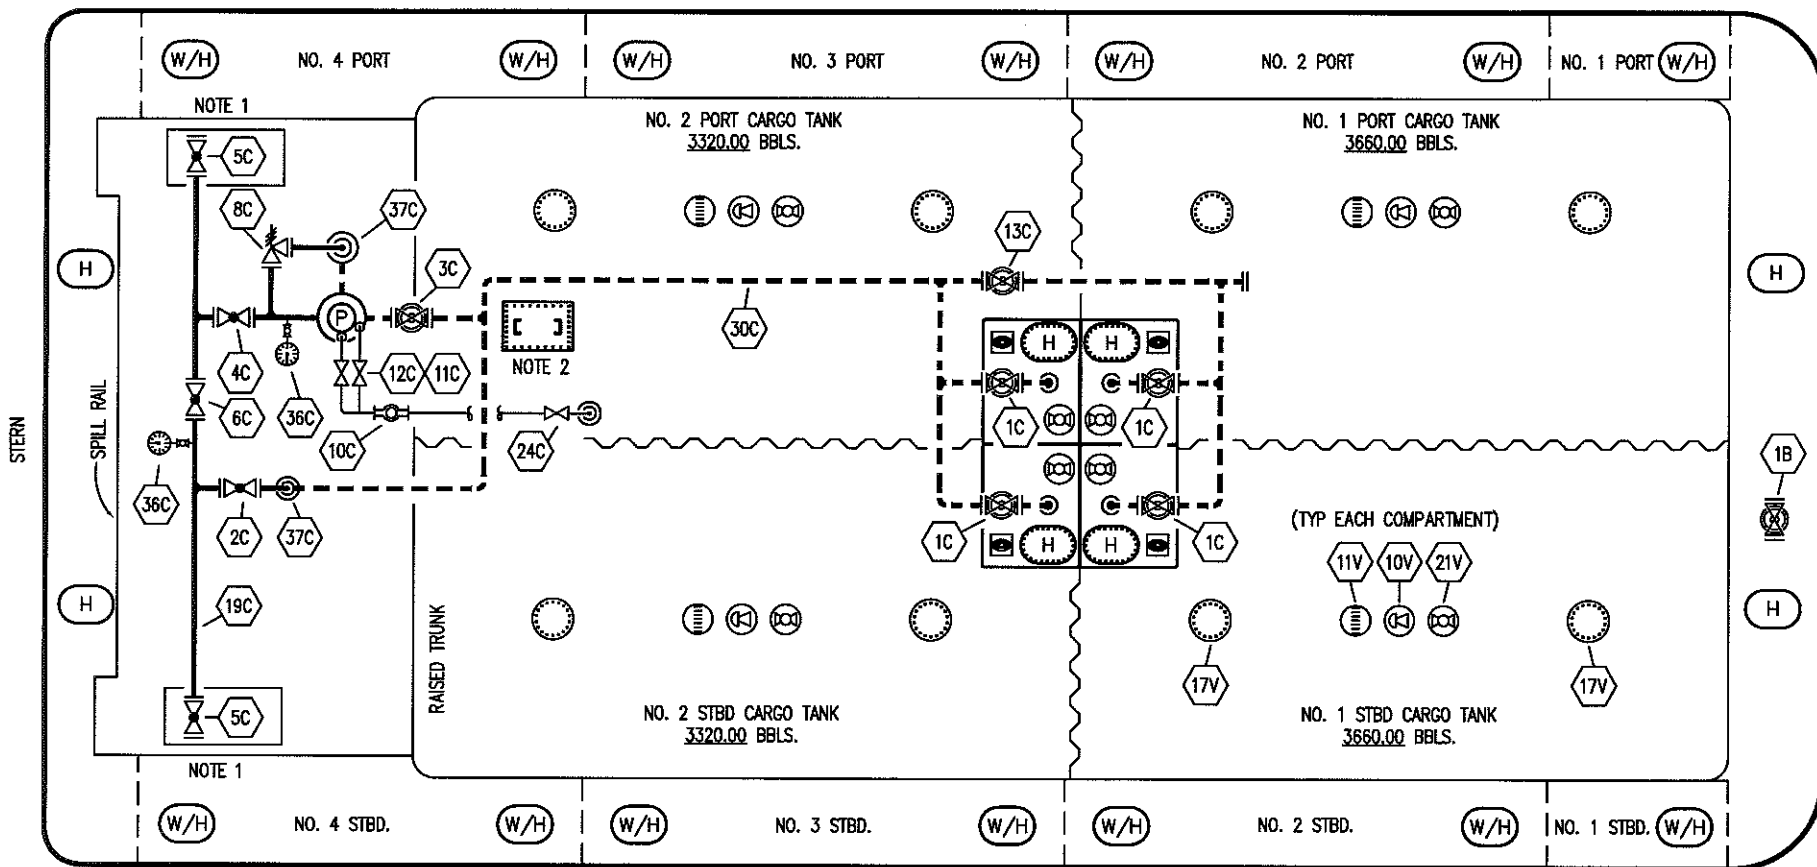 W/H NO. 4 PORT W/H W/H NO. 3 PORT W/H W/H NO. 2 PORT W/H NO. 1 PORT W/H
NOTE 1
NO. 2 PORT CARGO TANK
3320.00 BBLS.
NO. 1 PORT CARGO TANK
3660.00 BBLS.
5C
8C
37C
13C
H
3C
H
P
30C
H H
NOTE 2
4C
12C 11C
6C
36C
1C 1C
STERN
SPILL RAIL
10C
24C
1B
36C
2C
37C
1C
1C
(TYP EACH COMPARTMENT)
H H
11V 10V 21V
H
19C
H
RAISED TRUNK
17V
17V
5C
NO. 2 STBD CARGO TANK
3320.00 BBLS.
NO. 1 STBD CARGO TANK
3660.00 BBLS.
NOTE 1
W/H NO. 4 STBD. W/H W/H NO. 3 STBD. W/H W/H NO. 2 STBD. W/H NO. 1 STBD. W/H